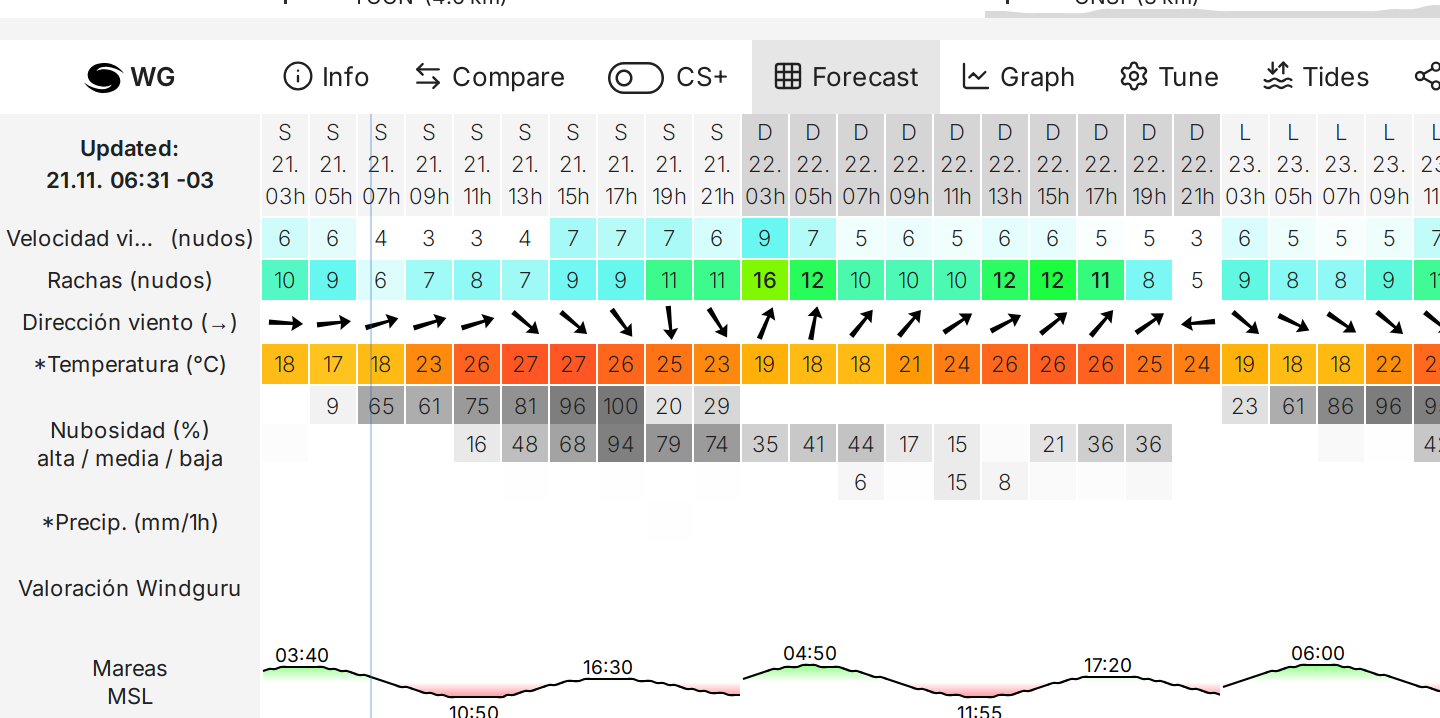 WG Info Compare CS+ Forecast Graph Tune Tides
Updated:
21.11. 06:31 -03
S S S S S S S S S S D D D D D D D D D D L L L L L
21. 21. 21. 21. 21. 21. 21. 21. 21. 21. 22. 22. 22. 22. 22. 22. 22. 22. 22. 22. 23. 23. 23. 23.
03h 05h 07h 09h 11h 13h 15h 17h 19h 21h 03h 05h 07h 09h 11h 13h 15h 17h 19h 21h 03h 05h 07h 09h
Velocidad vi... (nudos) 6 6 4 3 3 4 7 7 7 6 9 7 5 6 5 6 6 5 5 3 6 5 5 5 7
Rachas (nudos) 10 9 6 7 8 7 9 9 11 11 16 12 10 10 10 12 12 11 8 5 9 8 8 9
Dirección viento (→)
*Temperatura (°C) 18 17 18 23 26 27 27 26 25 23 19 18 18 21 24 26 26 26 25 24 19 18 18 22
Nubosidad (%)
alta / media / baja
9 65 61 75 81 96 100 20 29 23 61 86 96
16 48 68 94 79 74 35 41 44 17 15 21 36 36
6 15 8
*Precip. (mm/1h)
Valoración Windguru
Mareas
MSL
03:40 16:30 04:50 17:20 06:00
10:50 11:55